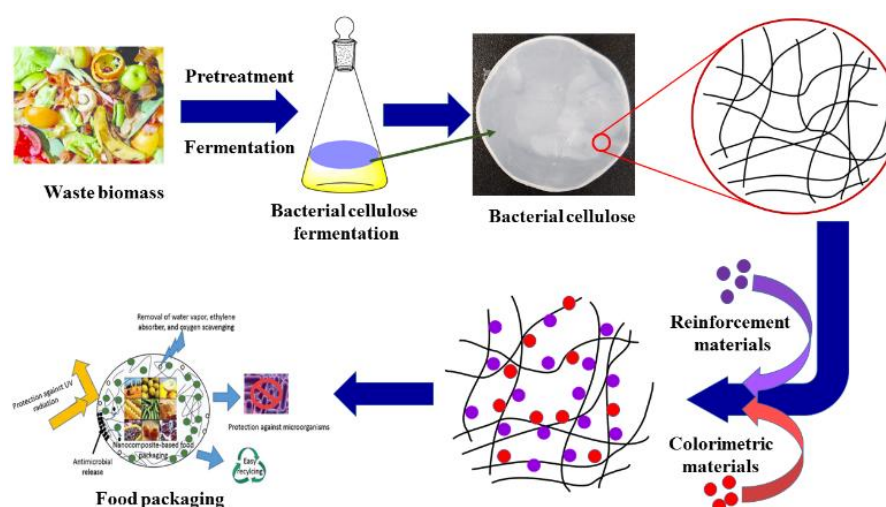 Pretreatment
Fermentation
Waste biomass
Bacterial cellulose
fermentation
Bacterial cellulose
Reinforcement
materials
Colorimetric
materials
Removal of water vapor, ethylene
absorber, and oxygen scavenging
Protection against UV
radiation
Nanocomposite-based food
packaging
Antimicrobial
release
Protection against microorganisms
Easy
recylcing
Food packaging